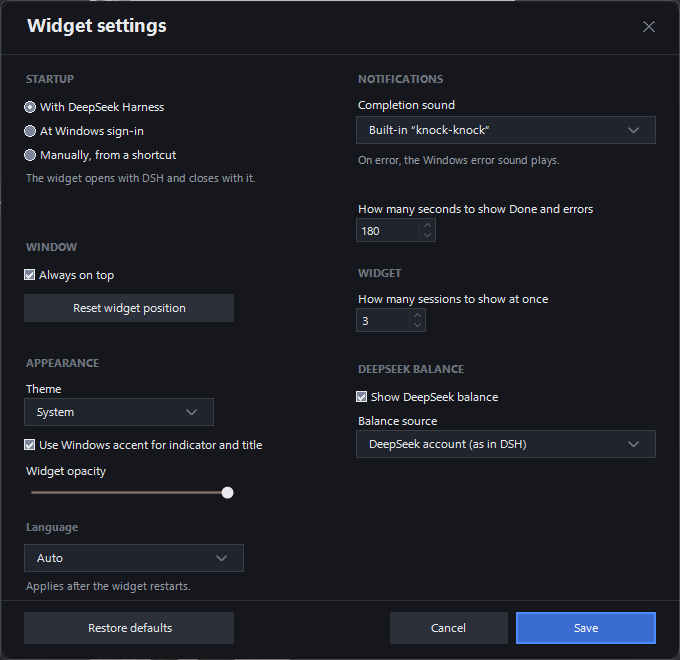 Widget settings
STARTUP
With DeepSeek Harness
At Windows sign-in
Manually, from a shortcut
The widget opens with DSH and closes with it.
WINDOW
Always on top
Reset widget position
APPEARANCE
Theme
System
Use Windows accent for indicator and title
Widget opacity
Language
Auto
Applies after the widget restarts.
NOTIFICATIONS
Completion sound
Built-in “knock-knock”
On error, the Windows error sound plays.
How many seconds to show Done and errors
180
WIDGET
How many sessions to show at once
3
DEEPSEEK BALANCE
Show DeepSeek balance
Balance source
DeepSeek account (as in DSH)
Restore defaults
Cancel
Save